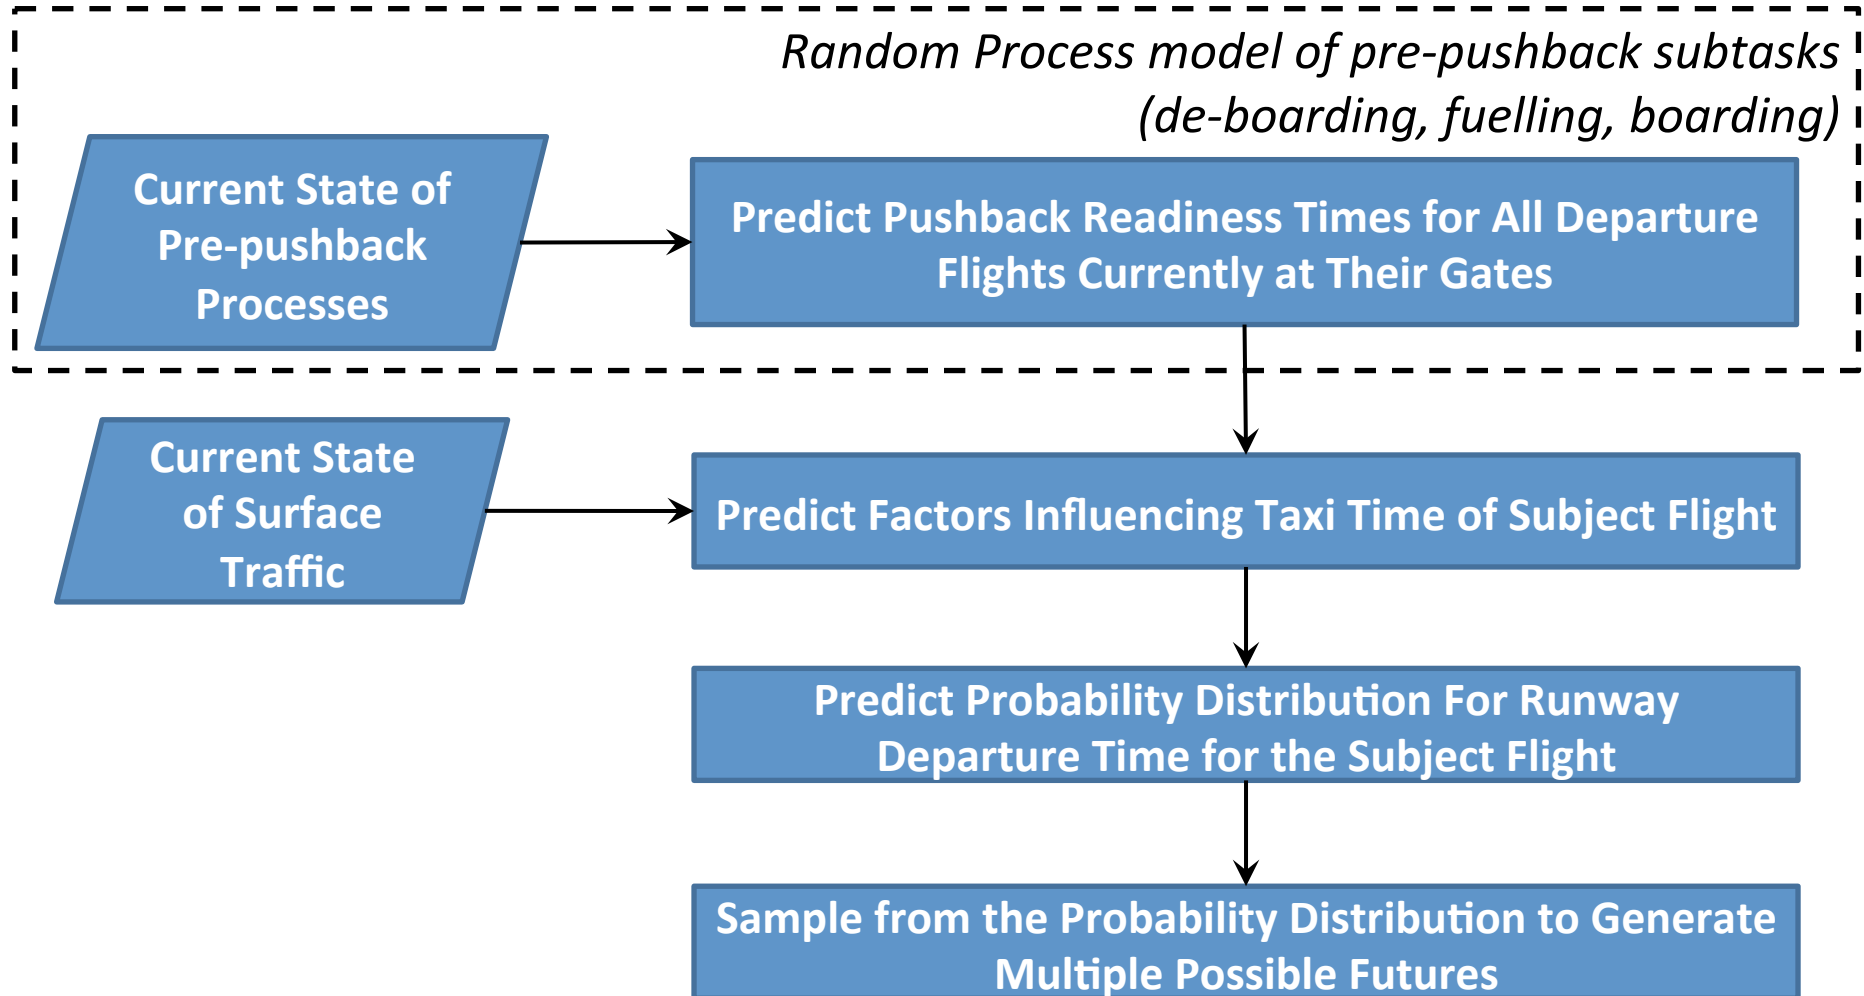 Random Process model of pre-pushback subtasks
(de-boarding, fuelling, boarding)
Current State of
Pre-pushback
Processes
Predict Pushback Readiness Times for All Departure
Flights Currently at Their Gates
Current State
of Surface
Traffic
Predict Factors Influencing Taxi Time of Subject Flight
Predict Probability Distribution For Runway
Departure Time for the Subject Flight
Sample from the Probability Distribution to Generate
Multiple Possible Futures